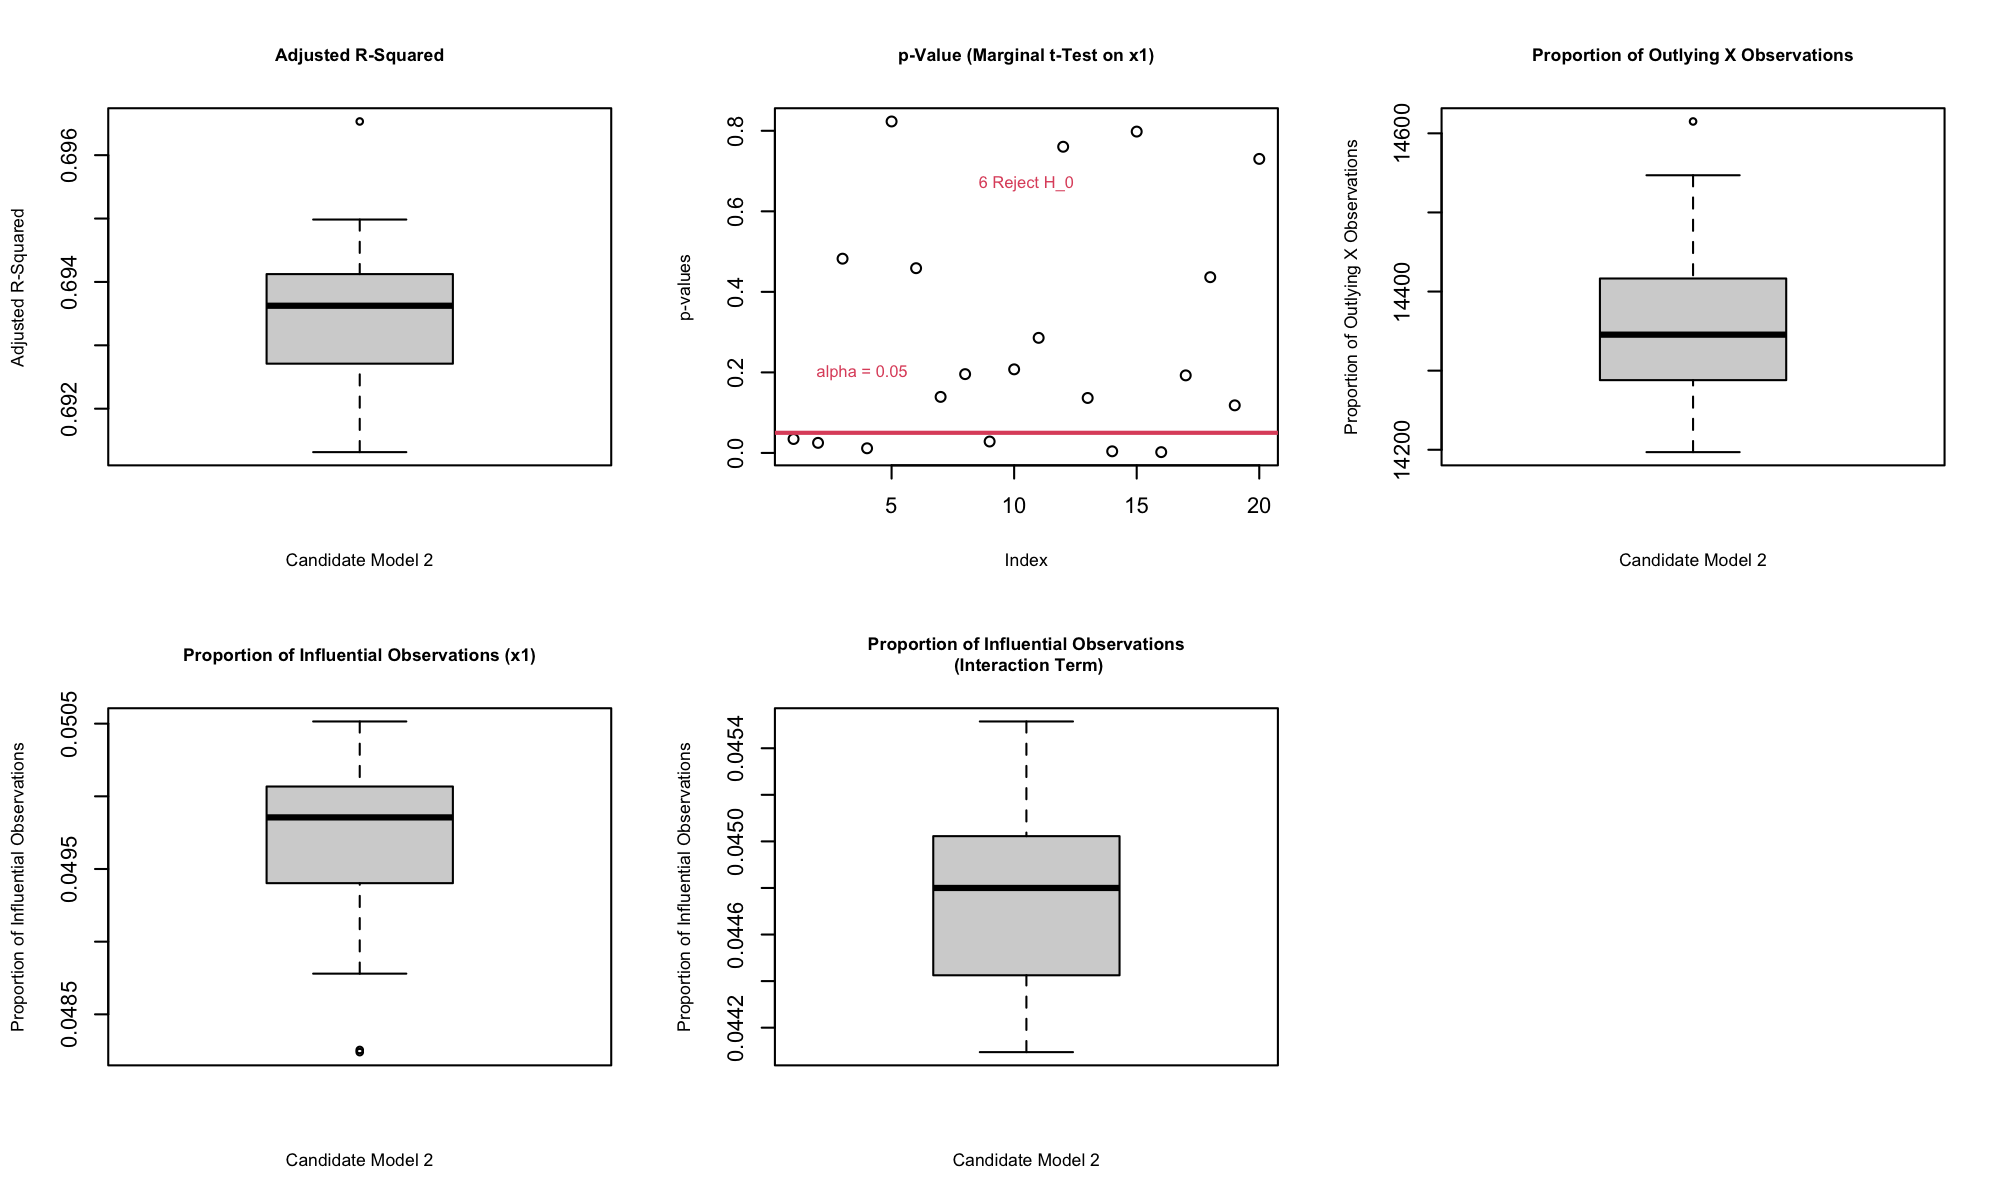 Adjusted R-Squared
Adjusted R-Squared
0.696
0.694
0.692
Candidate Model 2
p-Value (Marginal t-Test on x1)
p-values
0.8
0.6
0.4
0.2
0.0
6 Reject H_0
alpha = 0.05
5 10 15 20
Index
Proportion of Outlying X Observations
Proportion of Outlying X Observations
14600
14400
14200
Candidate Model 2
Proportion of Influential Observations (x1)
Proportion of Influential Observations
0.0505
0.0495
0.0485
Candidate Model 2
Proportion of Influential Observations
(Interaction Term)
Proportion of Influential Observations
0.0454
0.0450
0.0446
0.0442
Candidate Model 2